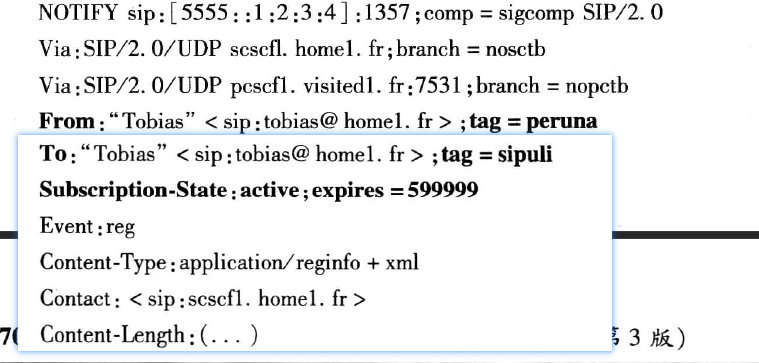 NOTIFY sip:[5555::1:2:3:4]:1357;comp = sigcomp SIP/2.0
Via:SIP/2.0/UDP scscf1.home1.fr;branch = nosctb
Via:SIP/2.0/UDP pcscf1.visited1.fr:7531;branch = nopctb
From:“Tobias” < sip:tobias@home1.fr > ;tag = peruna
To:“Tobias” < sip:tobias@home1.fr > ;tag = sipuli
Subscription-State:active;expires = 599999
Event:reg
Content-Type:application/reginfo + xml
Contact: < sip:scscf1.home1.fr >
Content-Length:(...)
3 版)